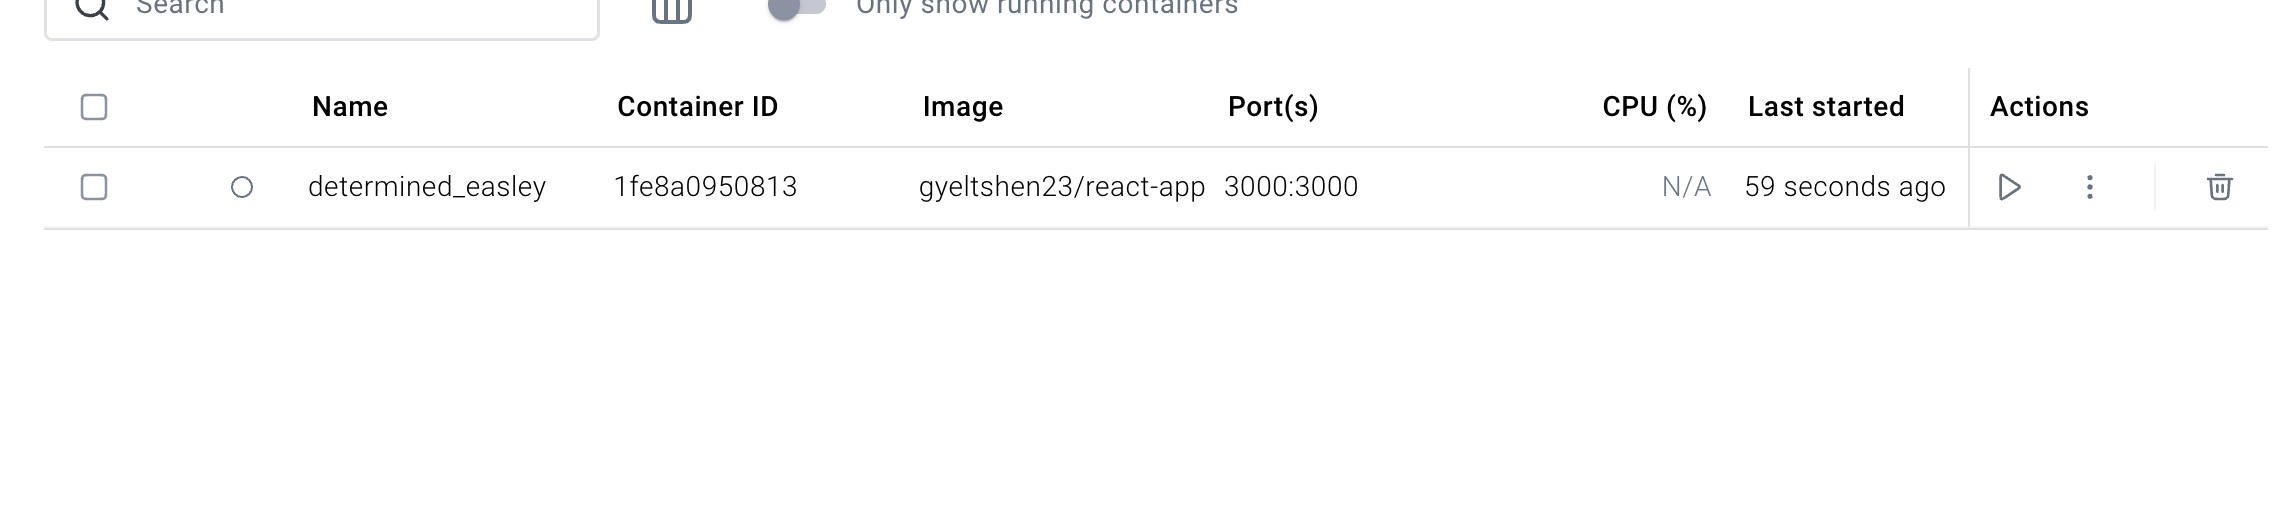 Search Only show running containers
Name Container ID Image Port(s) CPU (%) Last started Actions
determined_easley 1fe8a0950813 gyeltshen23/react-app 3000:3000 N/A 59 seconds ago